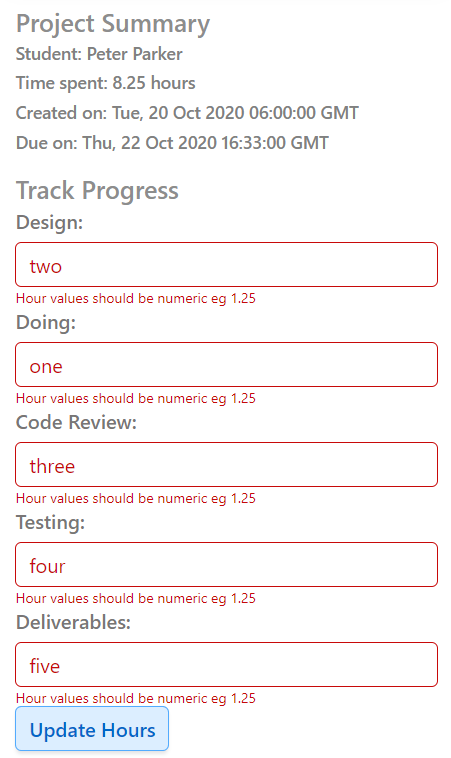 Project Summary
Student: Peter Parker
Time spent: 8.25 hours
Created on: Tue, 20 Oct 2020 06:00:00 GMT
Due on: Thu, 22 Oct 2020 16:33:00 GMT
Track Progress
Design:
two
Hour values should be numeric eg 1.25
Doing:
one
Hour values should be numeric eg 1.25
Code Review:
three
Hour values should be numeric eg 1.25
Testing:
four
Hour values should be numeric eg 1.25
Deliverables:
five
Hour values should be numeric eg 1.25
Update Hours